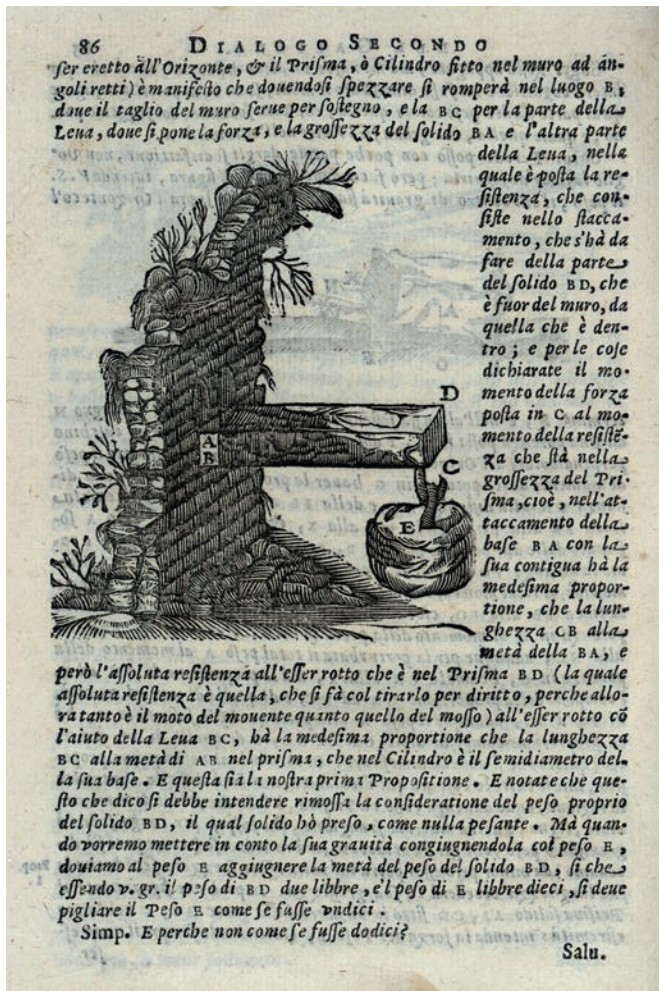 86 DIALOGO SECONDO
ſer eretto all'Orizonte, & il Priſma, ò Cilindro fitto nel muro ad an-
goli retti) è manifeſto che douendoſi ſpezzare ſi romperà nel luogo B,
doue il taglio del muro ſerue per ſoſtegno, e la BC per la parte della
Leua, doue ſi pone la forza, e la groſſezza del ſolido BA e l'altra parte
della Leua, nella
quale è poſta la re-
ſiſtenza, che con-
ſiſte nello ſtacca-
mento, che s'hà da
fare della parte
del ſolido BD, che
è fuor del muro, da
quella che è den-
tro; e per le coſe
dichiarate il mo-
mento della forza
poſta in C al mo-
mento della reſiſtē-
za che ſtà nella
groſſezza del Pri-
ſma, cioè, nell'at-
taccamento della
baſe BA con la
ſua contigua hà la
medeſima propor-
tione, che la lun-
ghezza CB alla
metà della BA, e
D
A
B
C
E
però l'aſſoluta reſiſtenza all'eſſer rotto che è nel Priſma BD (la quale
aſſoluta reſiſtenza è quella, che ſi fà col tirarlo per diritto, perche allo-
ra tanto è il moto del mouente quanto quello del moſſo) all'eſſer rotto cō
l'aiuto della Leua BC, hà la medeſima proportione che la lunghezza
BC alla metà di AB nel priſma, che nel Cilindro è il ſemidiametro del-
la ſua baſe. E queſta ſia la noſtra prima Propoſitione. E notate che que-
ſto che dico ſi debbe intendere rimoſſa la conſideratione del peſo proprio
del ſolido BD, il qual ſolido hò preſo, come nulla peſante. Mà quan-
do vorremo mettere in conto la ſua grauità congiugnendola col peſo E,
douiamo al peſo E aggiugnere la metà del peſo del ſolido BD, ſi che
eſſendo v. gr. il peſo di BD due libbre, e'l peſo di E libbre dieci, ſi deue
pigliare il Peſo E come ſe fuſſe vndici.
Simp. E perche non come ſe fuſſe dodici?
Salu.